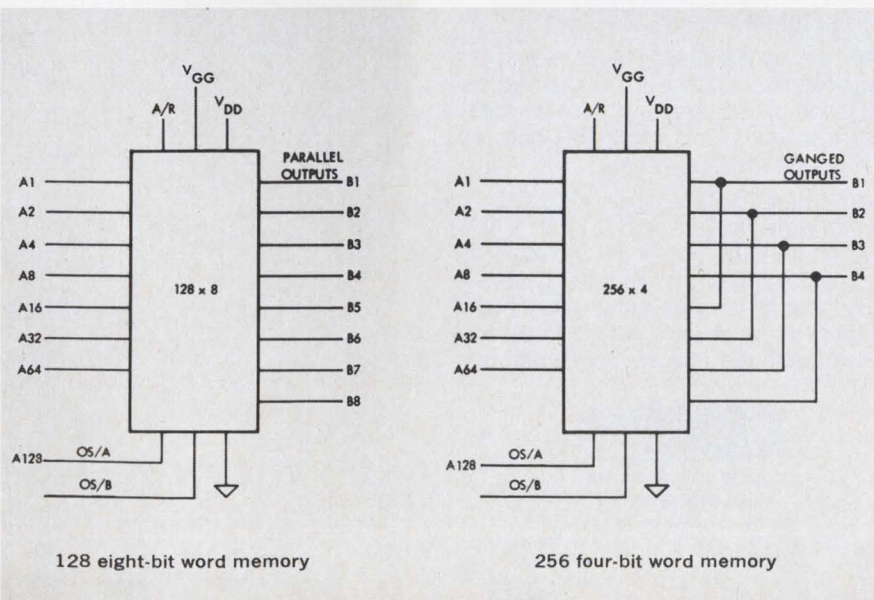 VGG
A/R
VDD
PARALLEL
OUTPUTS
A1
A2
A4
A8
A16
A32
A64
128 x 8
B1
B2
B3
B4
B5
B6
B7
B8
A128
OS/A
OS/B
128 eight-bit word memory
VGG
A/R
VDD
GANGED
OUTPUTS
A1
A2
A4
A8
A16
A32
A64
256 x 4
B1
B2
B3
B4
A128
OS/A
OS/B
256 four-bit word memory